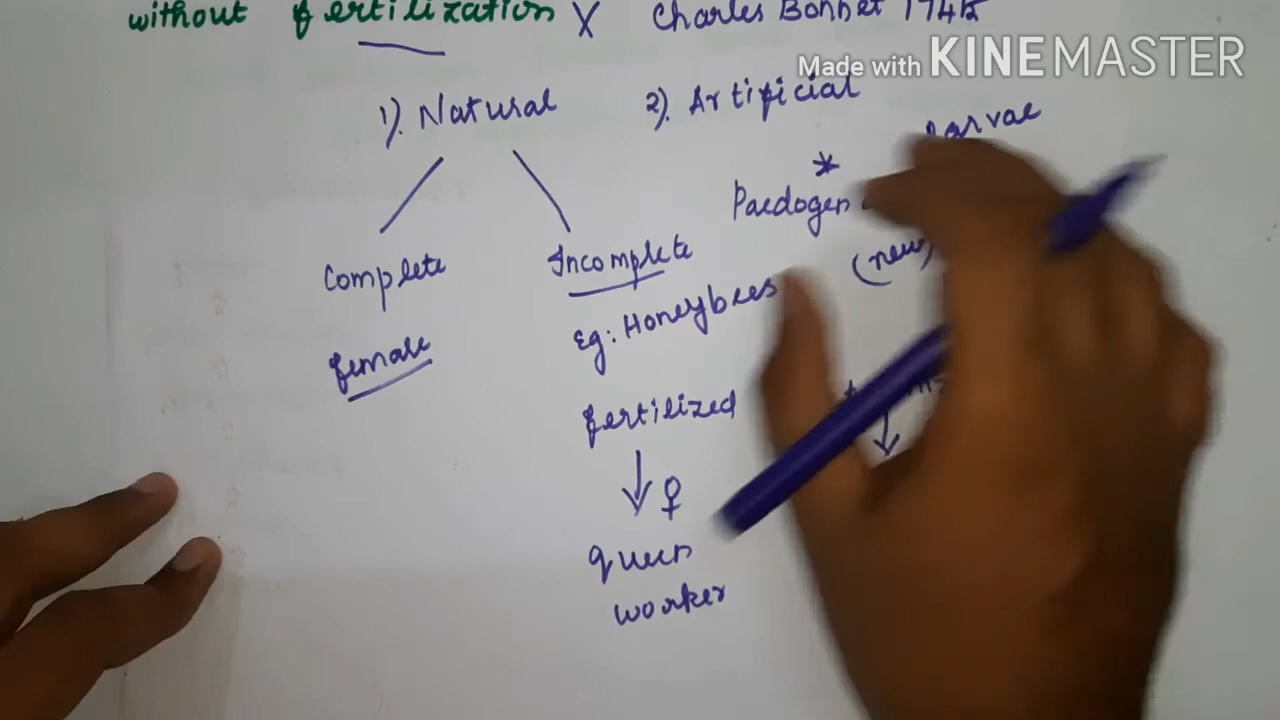 without fertilization X Charles Bonnet 1745
Made with KINEMASTER
1). Natural
2). Artificial
larvae
*
Paedogen
(new)
Complete
Incomplete
female
Eg: Honeybees
fertilized
♀
queen
worker